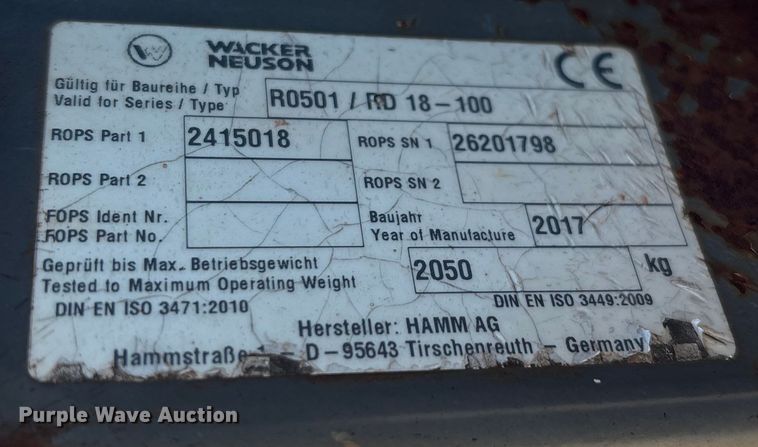 WACKER
NEUSON
CE
Gültig für Baureihe / Typ
Valid for Series / Type
R0501 / RD 18-100
ROPS Part 1 2415018 ROPS SN 1 26201798
ROPS Part 2 ROPS SN 2
FOPS Ident Nr.
FOPS Part No.
Baujahr
Year of Manufacture 2017
Geprüft bis Max. Betriebsgewicht
Tested to Maximum Operating Weight
2050 kg
DIN EN ISO 3471:2010 DIN EN ISO 3449:2009
Hersteller: HAMM AG
Hammstraße 1 - D-95643 Tirschenreuth - Germany
Purple Wave Auction